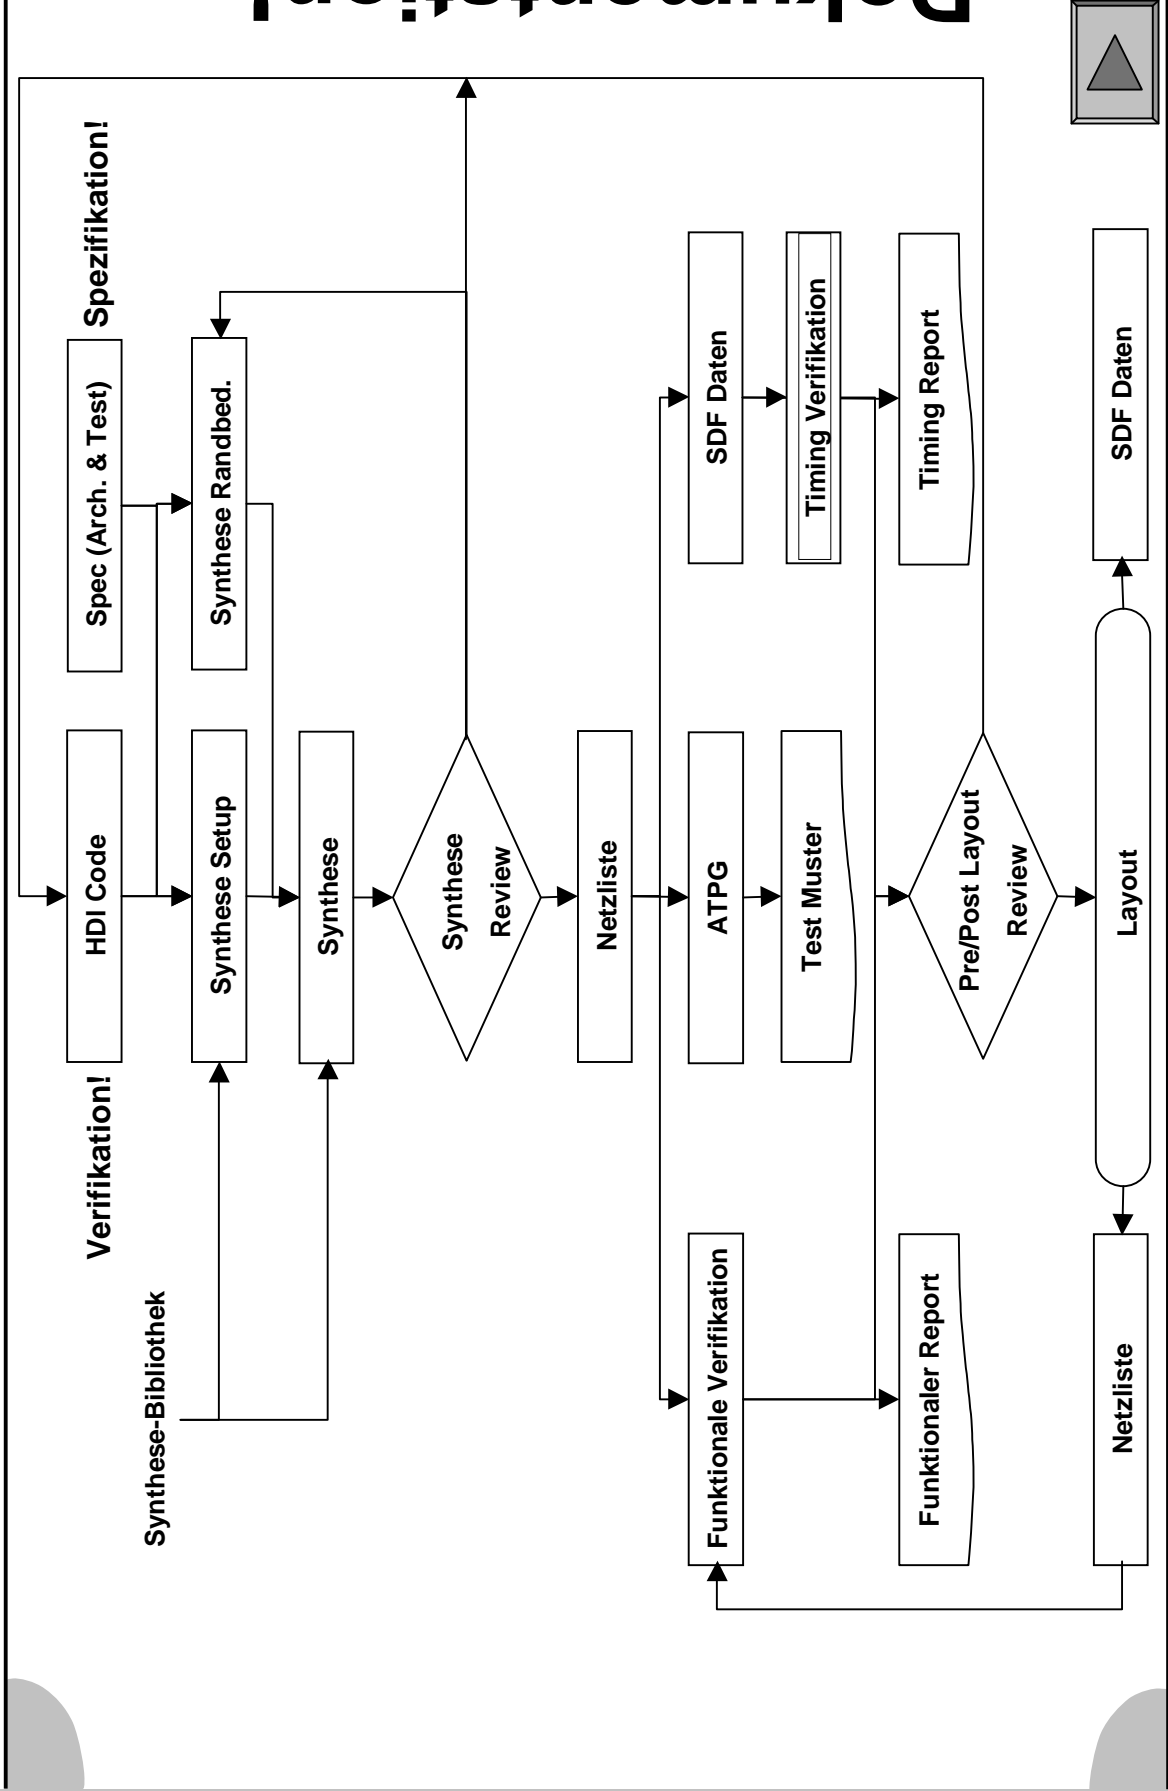 Verifikation!
HDI Code
Spec (Arch. & Test)
Spezifikation!
Synthese-Bibliothek
Synthese Setup
Synthese Randbed.
Synthese
Synthese
Review
Netzliste
Funktionale Verifikation
ATPG
SDF Daten
Test Muster
Timing Verifikation
Funktionaler Report
Timing Report
Pre/Post Layout
Review
Netzliste
Layout
SDF Daten
Dokumentation!